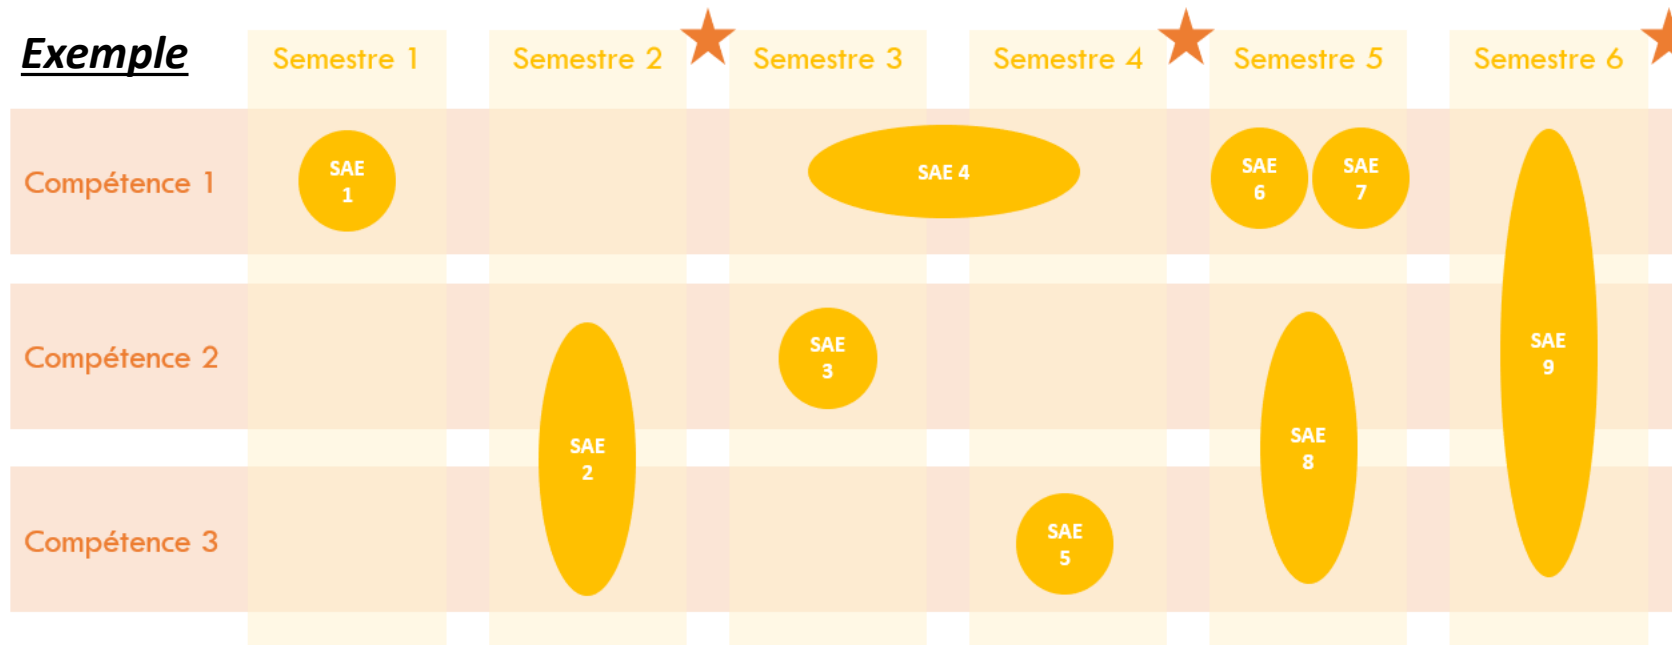 Exemple
Semestre 1
Semestre 2
Semestre 3
Semestre 4
Semestre 5
Semestre 6
Compétence 1
SAE
1
SAE 4
SAE
6
SAE
7
Compétence 2
SAE
3
SAE
9
SAE
2
SAE
8
Compétence 3
SAE
5